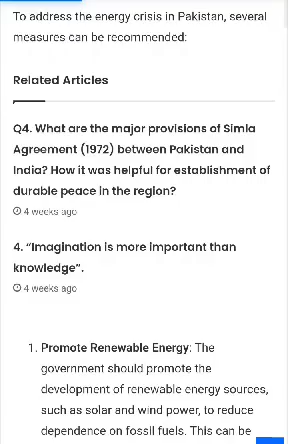 To address the energy crisis in Pakistan, several
measures can be recommended:
Related Articles
Q4. What are the major provisions of Simla
Agreement (1972) between Pakistan and
India? How it was helpful for establishment of
durable peace in the region?
4 weeks ago
4. “Imagination is more important than
knowledge”.
4 weeks ago
1. Promote Renewable Energy: The
government should promote the
development of renewable energy sources,
such as solar and wind power, to reduce
dependence on fossil fuels. This can be